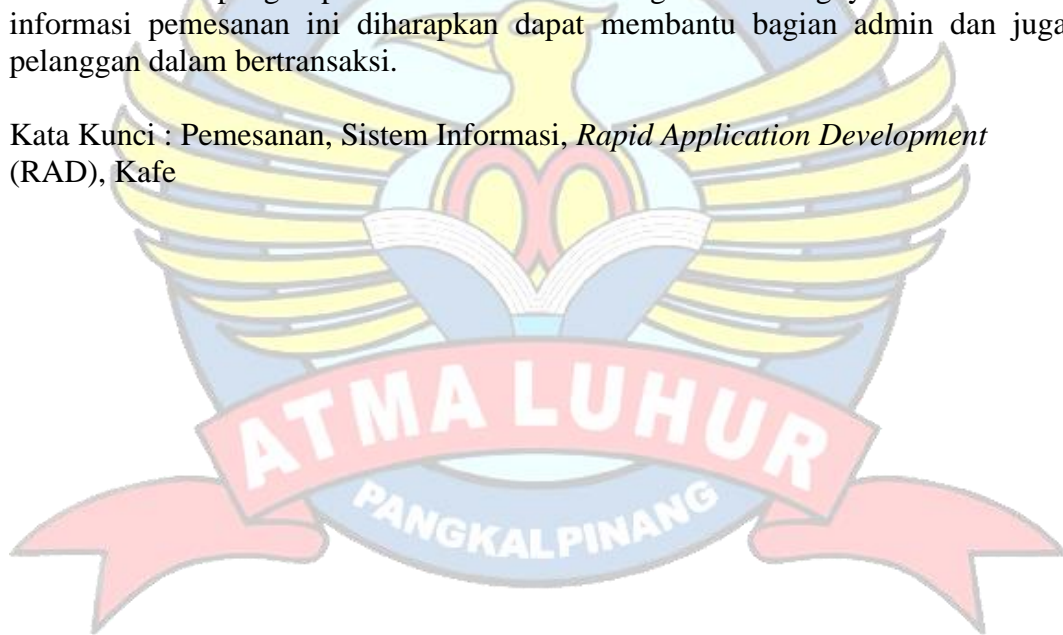 informasi pemesanan ini diharapkan dapat membantu bagian admin dan juga
pelanggan dalam bertransaksi.
Kata Kunci : Pemesanan, Sistem Informasi, Rapid Application Development
(RAD), Kafe
ATMA LUHUR
PANGKALPINANG